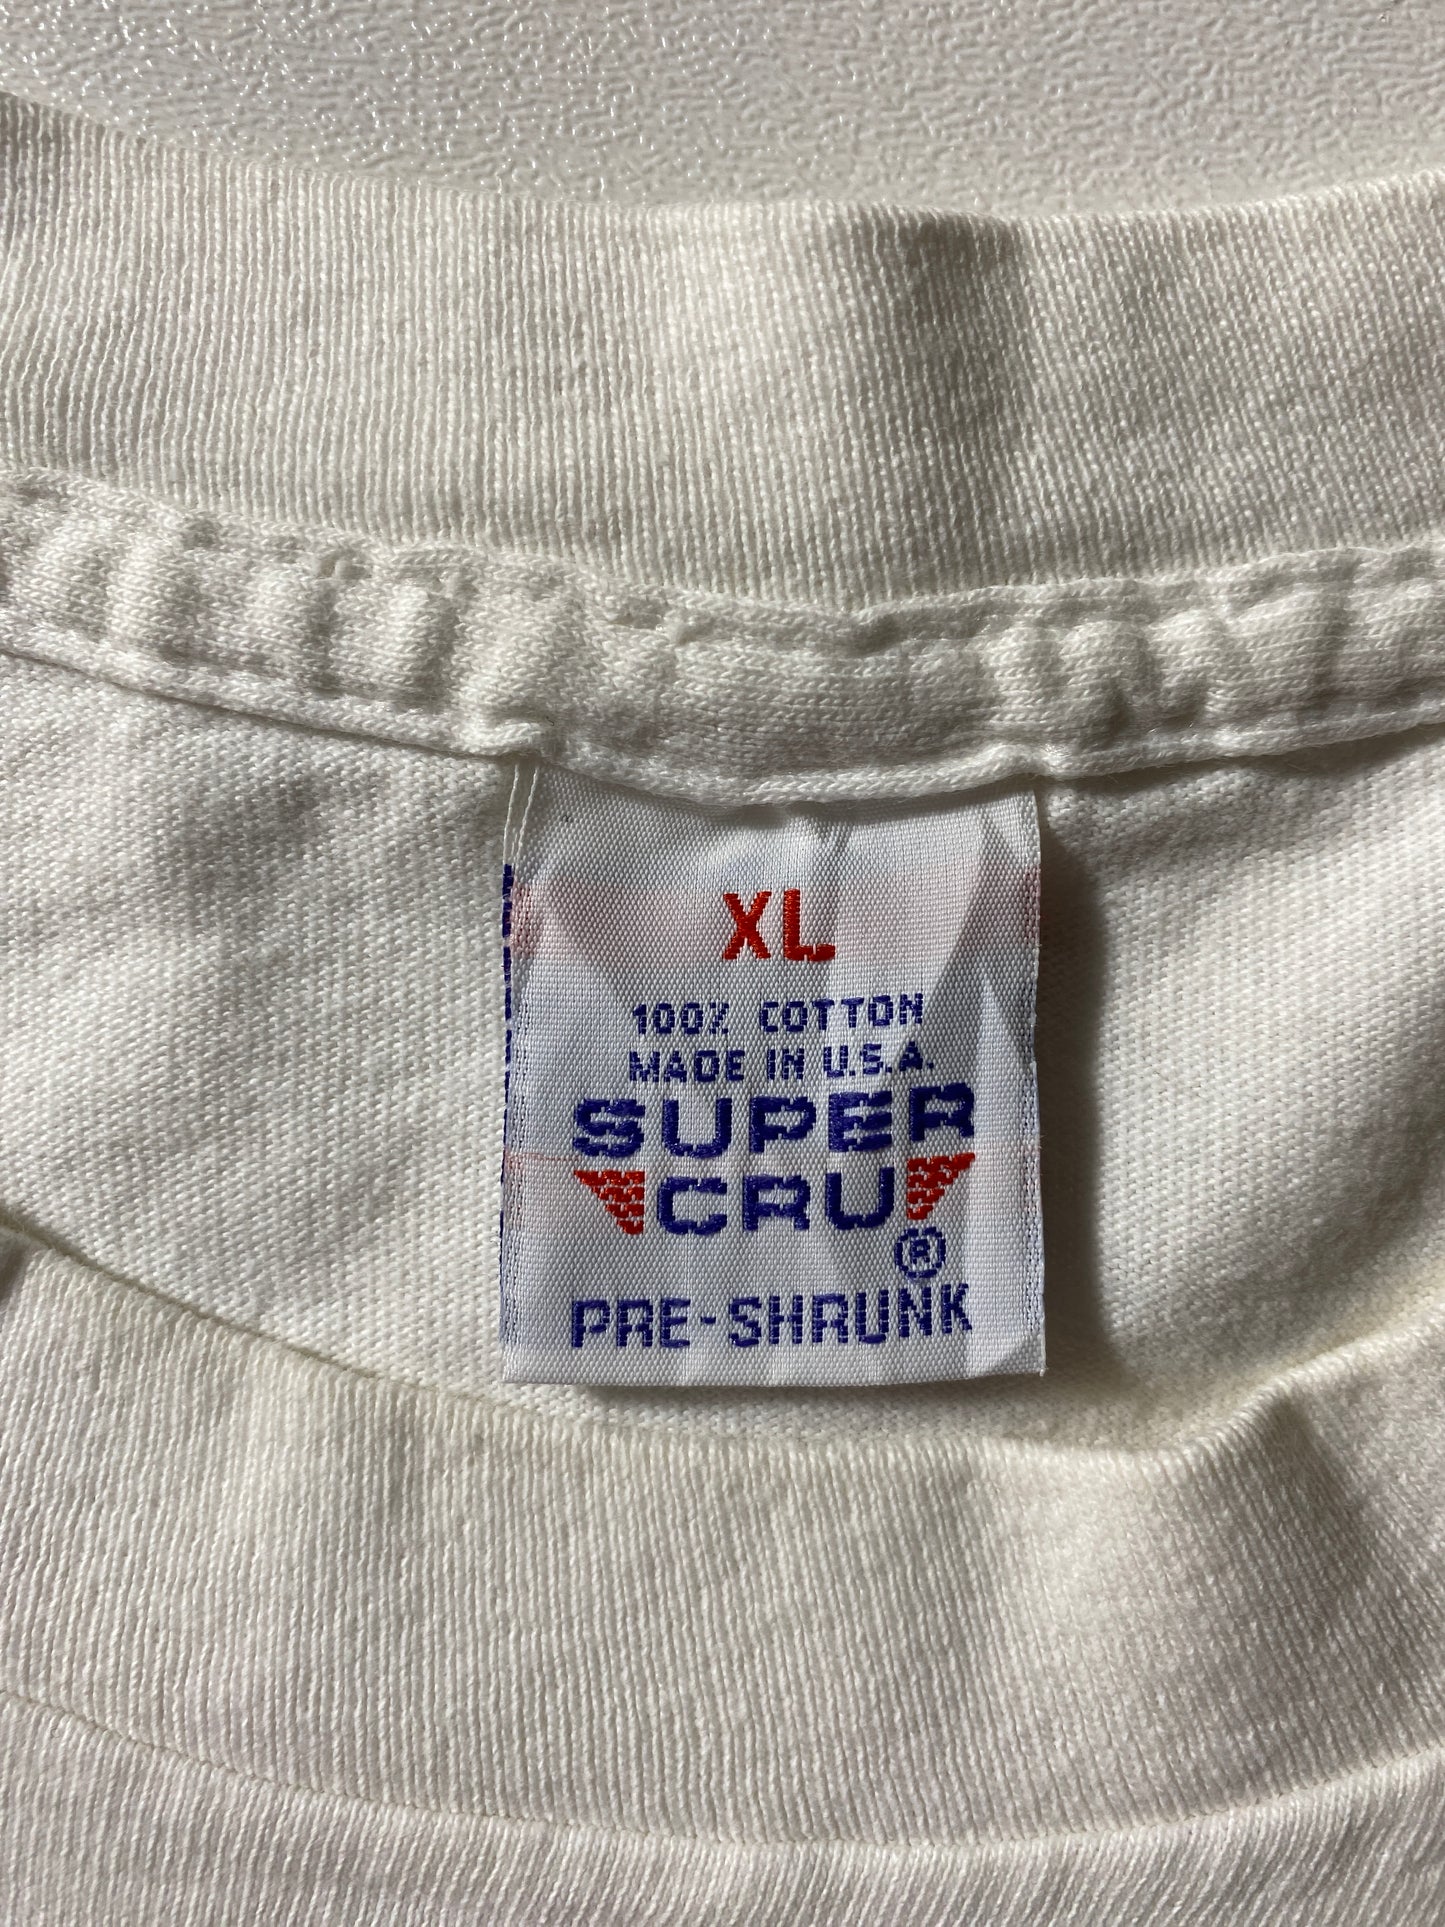 XL
100% COTTON
MADE IN U.S.A.
SUPER
CRU
®
PRE-SHRUNK